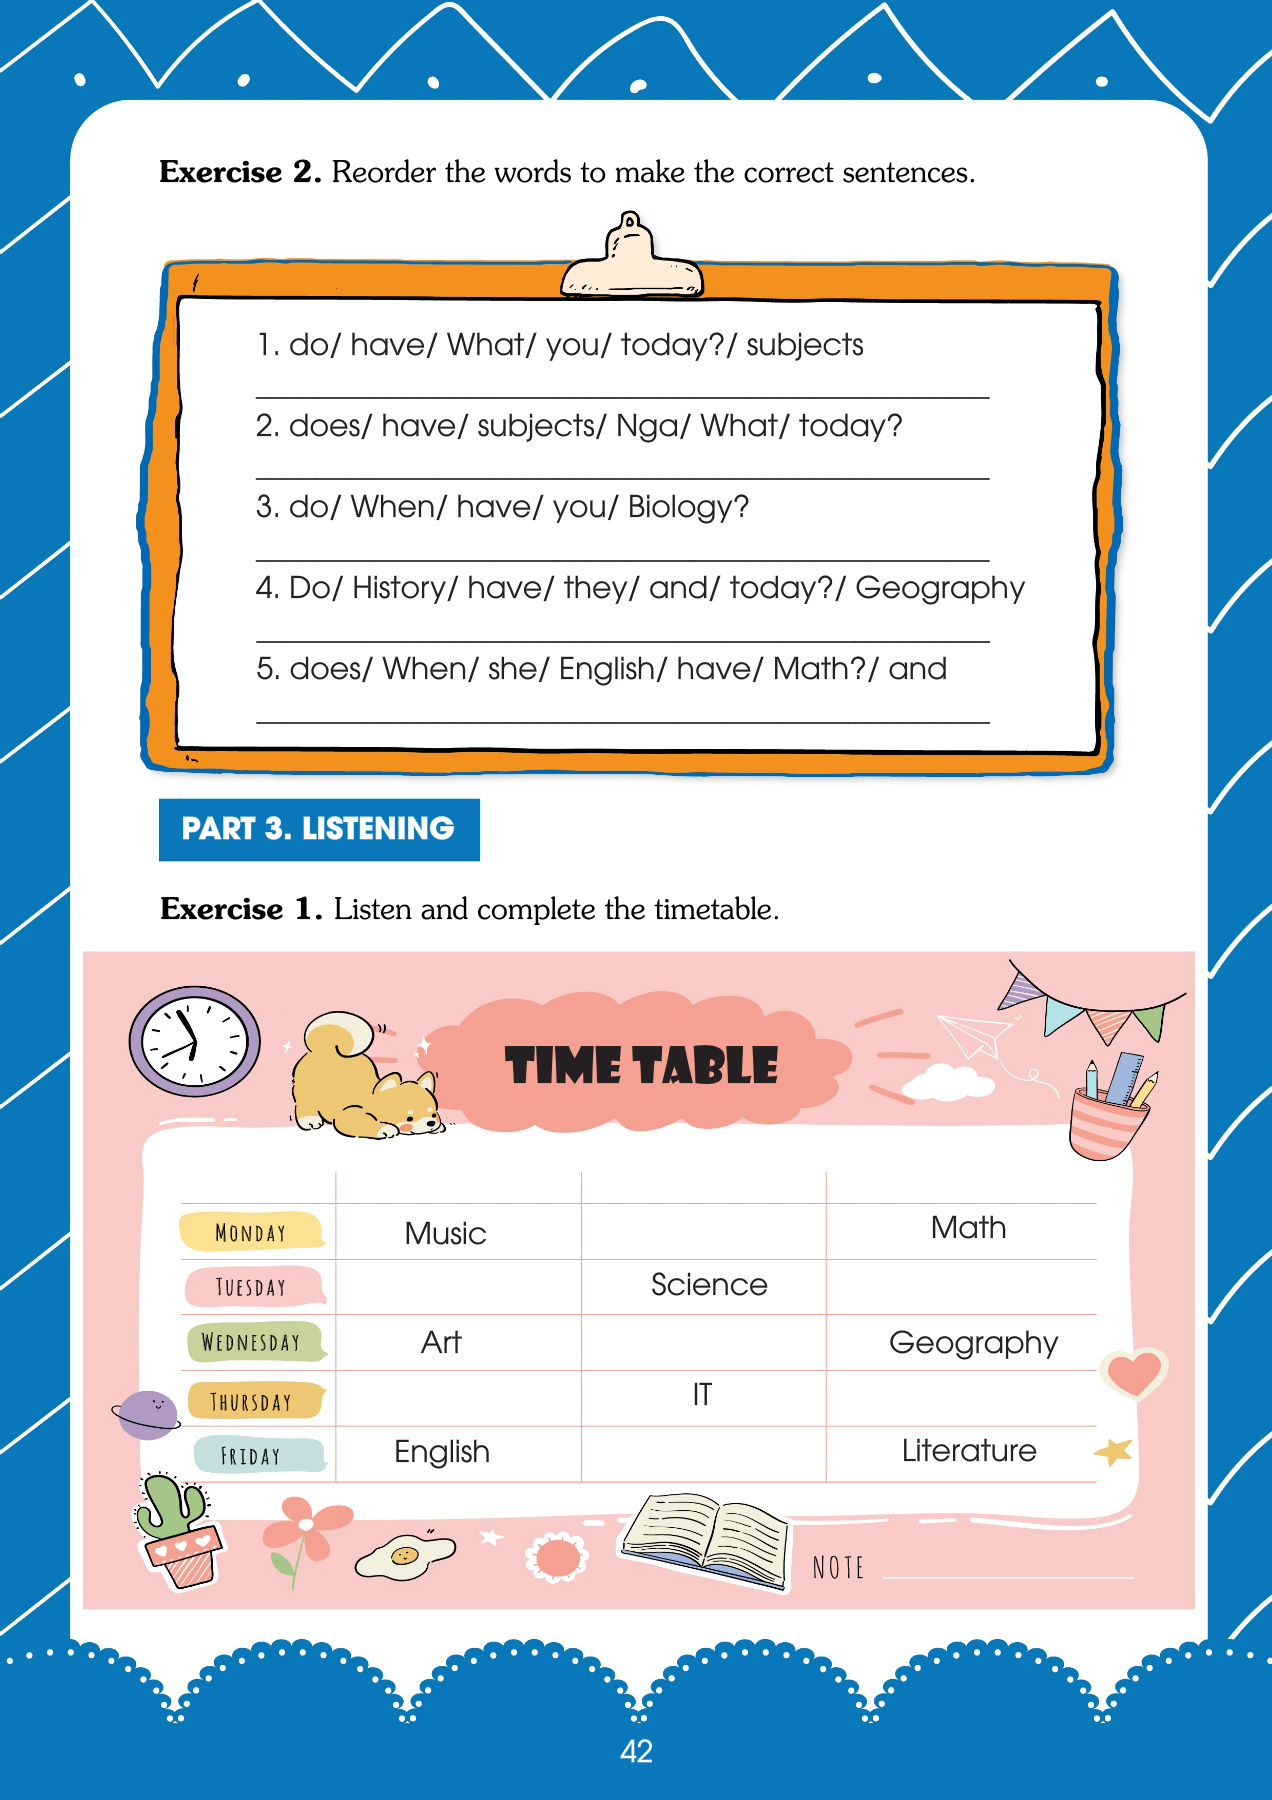 Exercise 2. Reorder the words to make the correct sentences.
1. do/ have/ What/ you/ today?/ subjects
2. does/ have/ subjects/ Nga/ What/ today?
3. do/ When/ have/ you/ Biology?
4. Do/ History/ have/ they/ and/ today?/ Geography
5. does/ When/ she/ English/ have/ Math?/ and
PART 3. LISTENING
Exercise 1. Listen and complete the timetable.
TIME TABLE
MONDAY Music Math
TUESDAY Science
WEDNESDAY Art Geography
THURSDAY IT
FRIDAY English Literature
NOTE
42